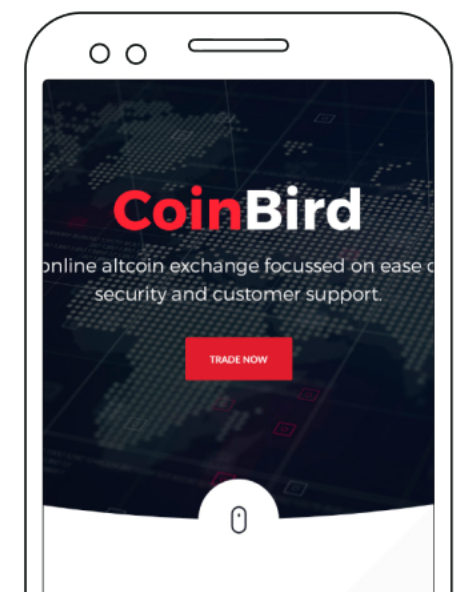 CoinBird
online altcoin exchange focussed on ease
security and customer support.
TRADE NOW